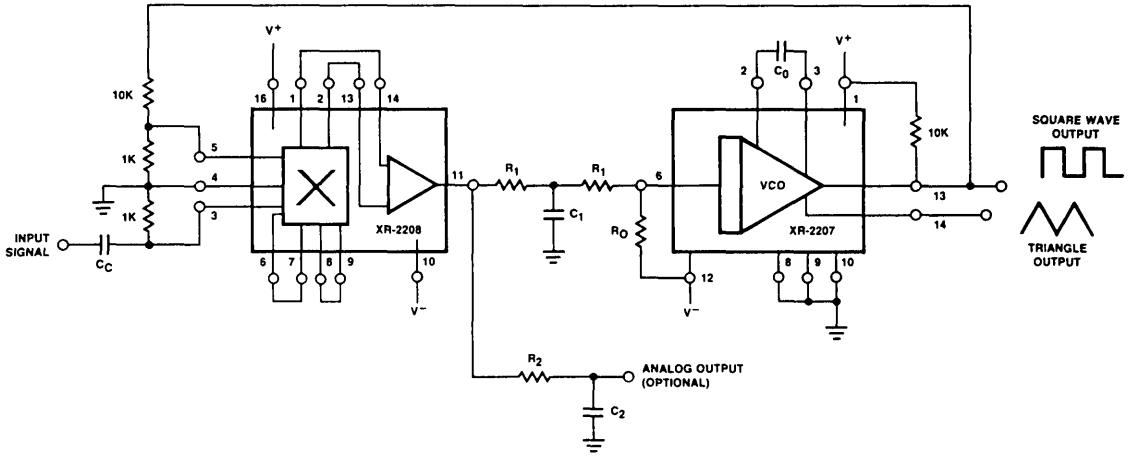 V+
V+
2
C0
3
16
1
2
13
14
10K
1
5
1K
10K
SQUARE WAVE
OUTPUT
R1
R1
11
6
VCO
4
13
1K
3
C1
RO
XR-2208
XR-2207
14
INPUT
SIGNAL
CC
TRIANGLE
OUTPUT
6
7
8
9
10
12
8
9
10
V−
V−
R2
ANALOG OUTPUT
(OPTIONAL)
C2